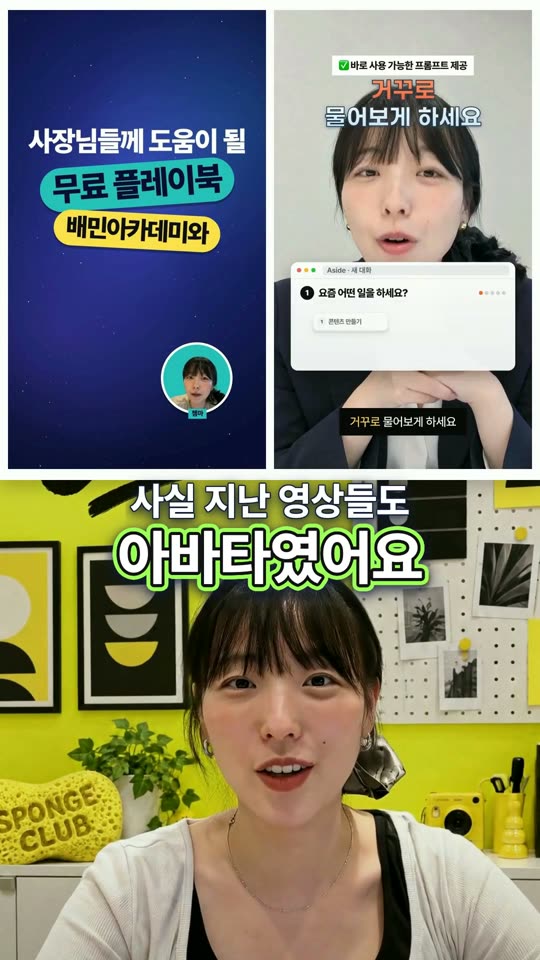 사장님들께 도움이 될
무료 플레이북
배민아카데미와
쌤마
✅ 바로 사용 가능한 프롬프트 제공
거꾸로
물어보게 하세요
Aside - 새 대화
1 요즘 어떤 일을 하세요?
1 콘텐츠 만들기
거꾸로 물어보게 하세요
사실 지난 영상들도
아바타였어요
SPONGE
CLUB